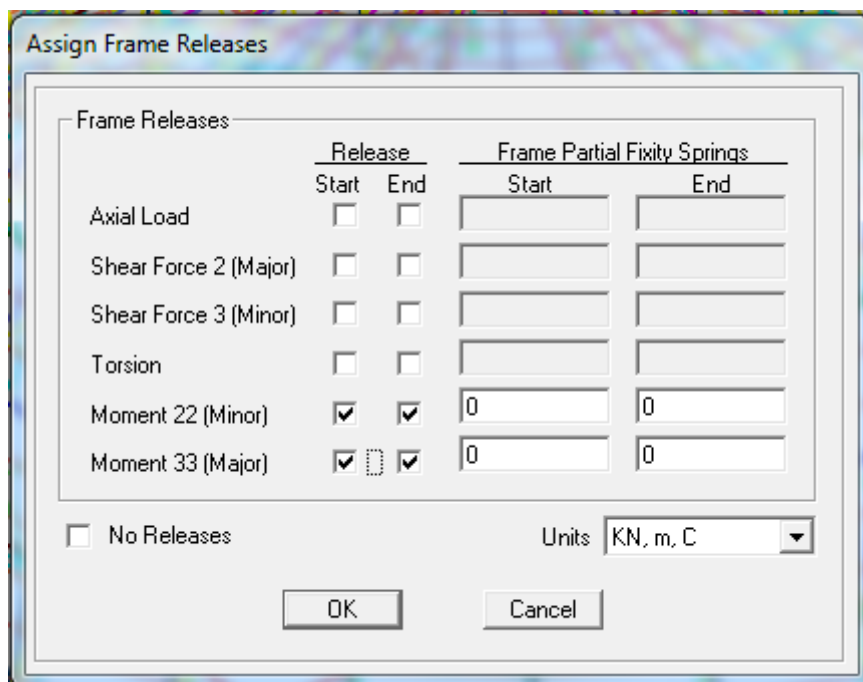 Assign Frame Releases
Frame Releases
Release Frame Partial Fixity Springs
Start End Start End
Axial Load
Shear Force 2 (Major)
Shear Force 3 (Minor)
Torsion
Moment 22 (Minor) 0 0
Moment 33 (Major) 0 0
No Releases Units KN, m, C
OK Cancel